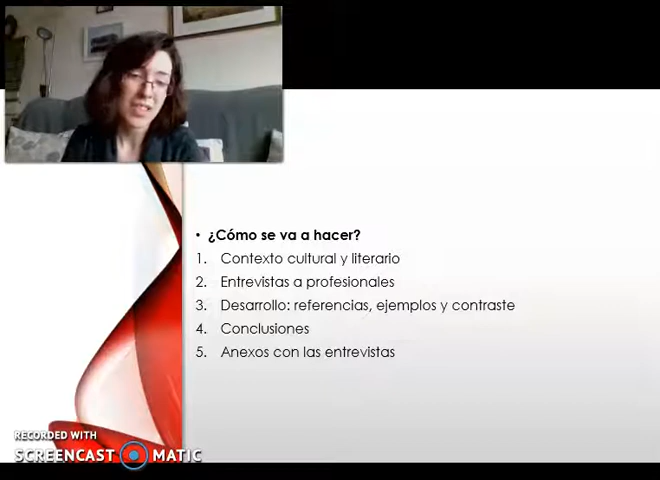 • ¿Cómo se va a hacer?
1. Contexto cultural y literario
2. Entrevistas a profesionales
3. Desarrollo: referencias, ejemplos y contraste
4. Conclusiones
5. Anexos con las entrevistas
RECORDED WITH
SCREENCAST MATIC